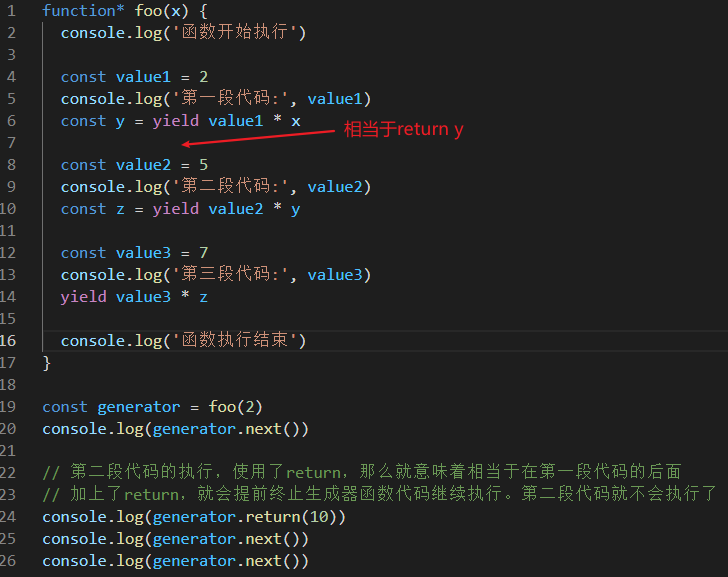 1 function* foo(x) {
2 console.log('函数开始执行')
3
4 const value1 = 2
5 console.log('第一段代码:', value1)
6 const y = yield value1 * x
相当于return y
7
8 const value2 = 5
9 console.log('第二段代码:', value2)
10 const z = yield value2 * y
11
12 const value3 = 7
13 console.log('第三段代码:', value3)
14 yield value3 * z
15
16 console.log('函数执行结束')
17 }
18
19 const generator = foo(2)
20 console.log(generator.next())
21
22 // 第二段代码的执行，使用了return，那么就意味着相当于在第一段代码的后面
23 // 加上了return，就会提前终止生成器函数代码继续执行。第二段代码就不会执行了
24 console.log(generator.return(10))
25 console.log(generator.next())
26 console.log(generator.next())